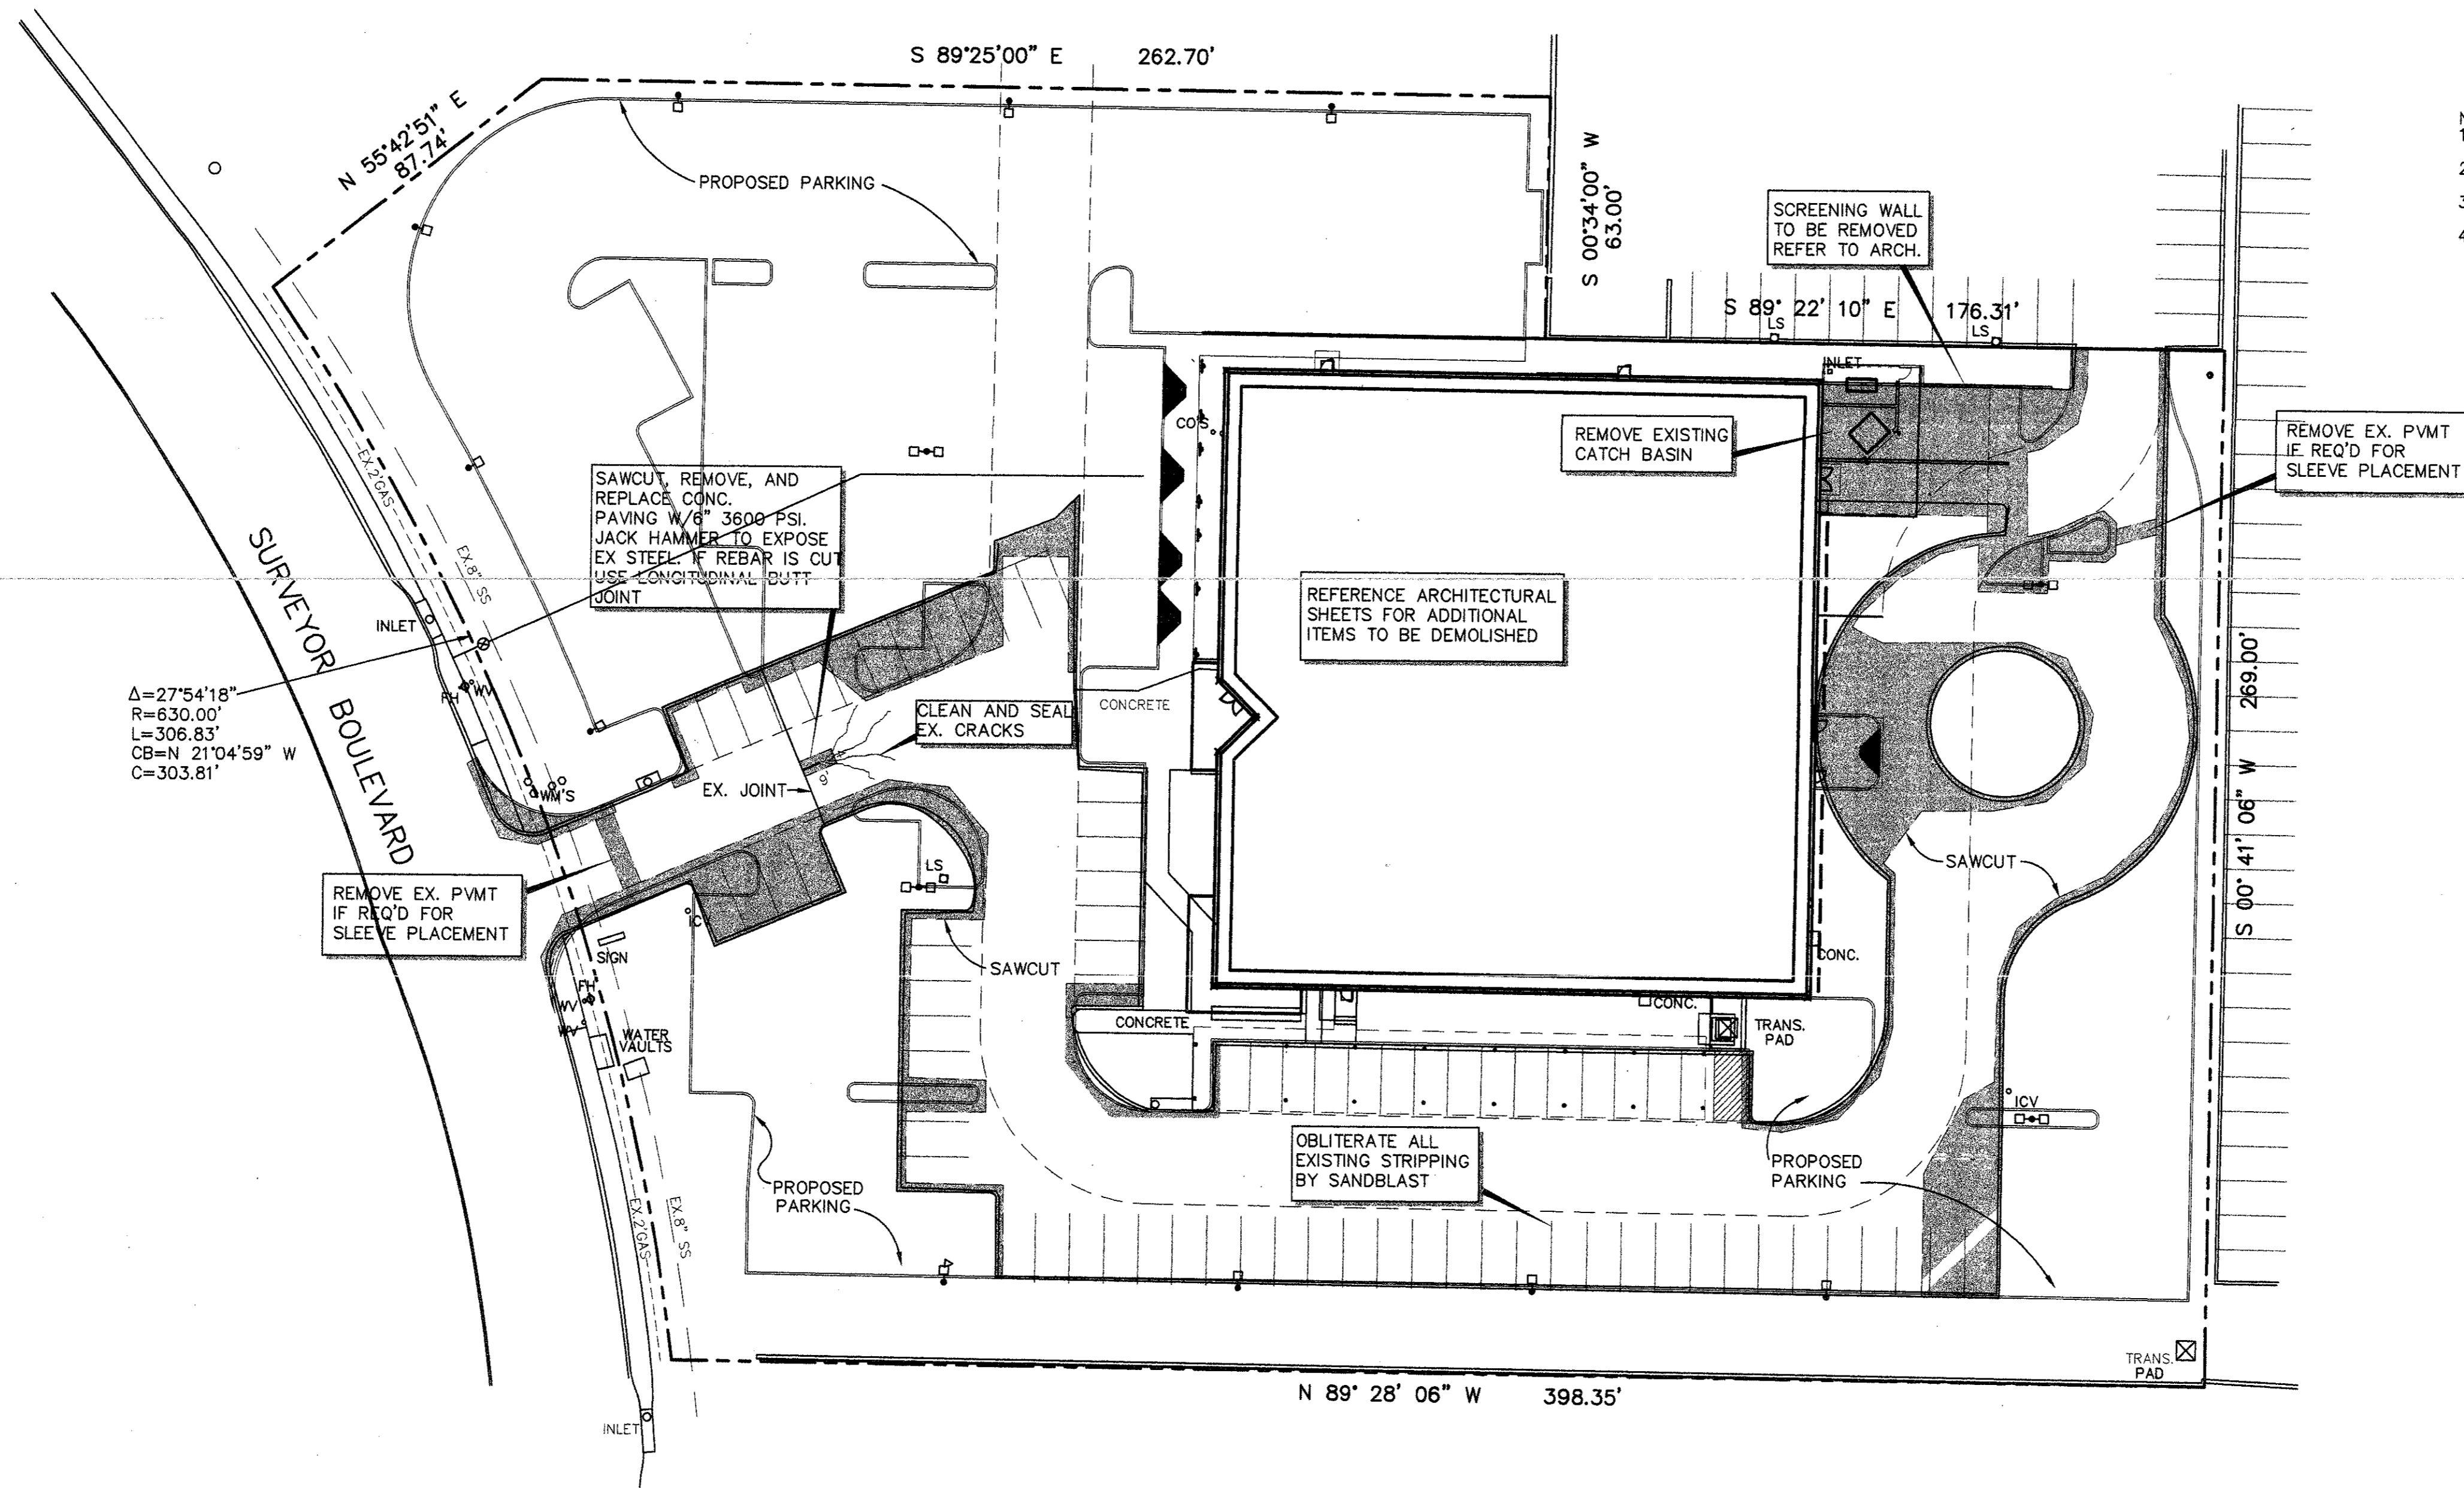 S 89°25'00" E 262.70'
N 55°42'51" E
87.74'
PROPOSED PARKING
S 00°34'00" W
63.00'
SCREENING WALL
TO BE REMOVED
REFER TO ARCH.
N
1
2
3
4
S 89° 22' 10" E 176.31'
LS
LS
INLET
CO'S
REMOVE EXISTING
CATCH BASIN
REMOVE EX. PVMT
IF REQ'D FOR
SLEEVE PLACEMENT
SAWCUT, REMOVE, AND
REPLACE CONC.
PAVING W/6" 3600 PSI.
JACK HAMMER TO EXPOSE
EX STEEL. IF REBAR IS CUT
USE LONGITUDINAL BUTT
JOINT
EX.2'GAS
EX.8" SS
SURVEYOR BOULEVARD
INLET
REFERENCE ARCHITECTURAL
SHEETS FOR ADDITIONAL
ITEMS TO BE DEMOLISHED
Δ=27°54'18"
R=630.00'
L=306.83'
CB=N 21°04'59" W
C=303.81'
FH
WV
CLEAN AND SEAL
EX. CRACKS
CONCRETE
S 00° 41' 06" W 269.00'
WM'S
EX. JOINT
9'
LS
SAWCUT
REMOVE EX. PVMT
IF REQ'D FOR
SLEEVE PLACEMENT
ICV
SIGN
SAWCUT
CONC.
FH
WV
WV
WATER
VAULTS
CONCRETE
CONC.
TRANS.
PAD
ICV
OBLITERATE ALL
EXISTING STRIPPING
BY SANDBLAST
PROPOSED
PARKING
PROPOSED
PARKING
EX.2'GAS
EX.8" SS
TRANS.
PAD
N 89° 28' 06" W 398.35'
INLET